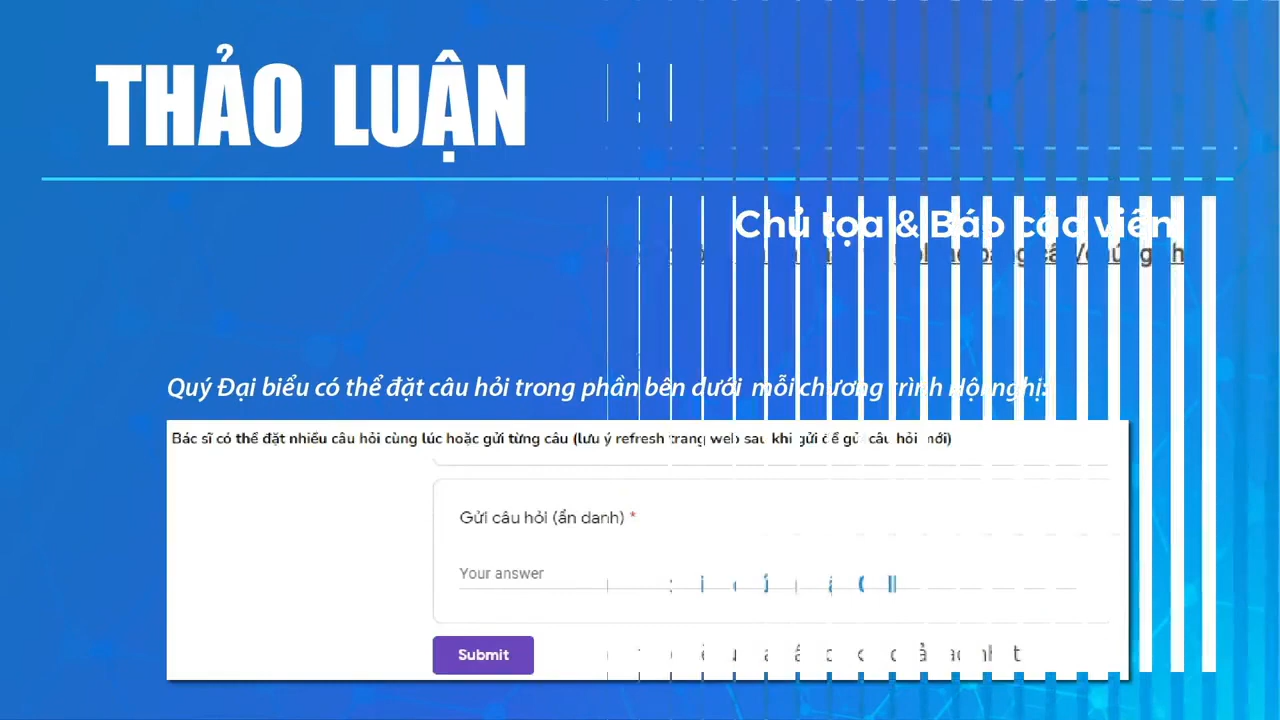 THẢO LUẬN
Chủ tọa & Báo cáo viên
Quý Đại biểu có thể đặt câu hỏi trong phần bên dưới mỗi chương trình Hội nghị:
Bác sĩ có thể đặt nhiều câu hỏi cùng lúc hoặc gửi từng câu (lưu ý refresh trang web sau khi gửi để gửi câu hỏi mới)
Gửi câu hỏi (ẩn danh) *
Your answer
Submit